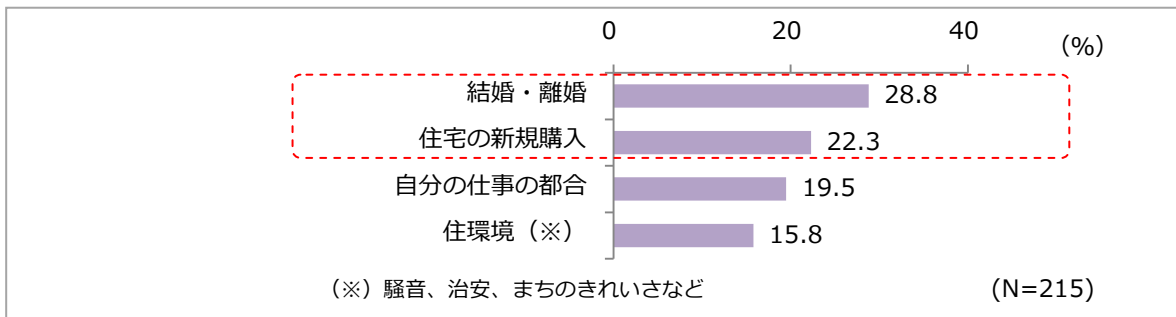 0 20 40
(%)
結婚・離婚 28.8
住宅の新規購入 22.3
自分の仕事の都合 19.5
住環境（※） 15.8
（※）騒音、治安、まちのきれいさなど (N=215)